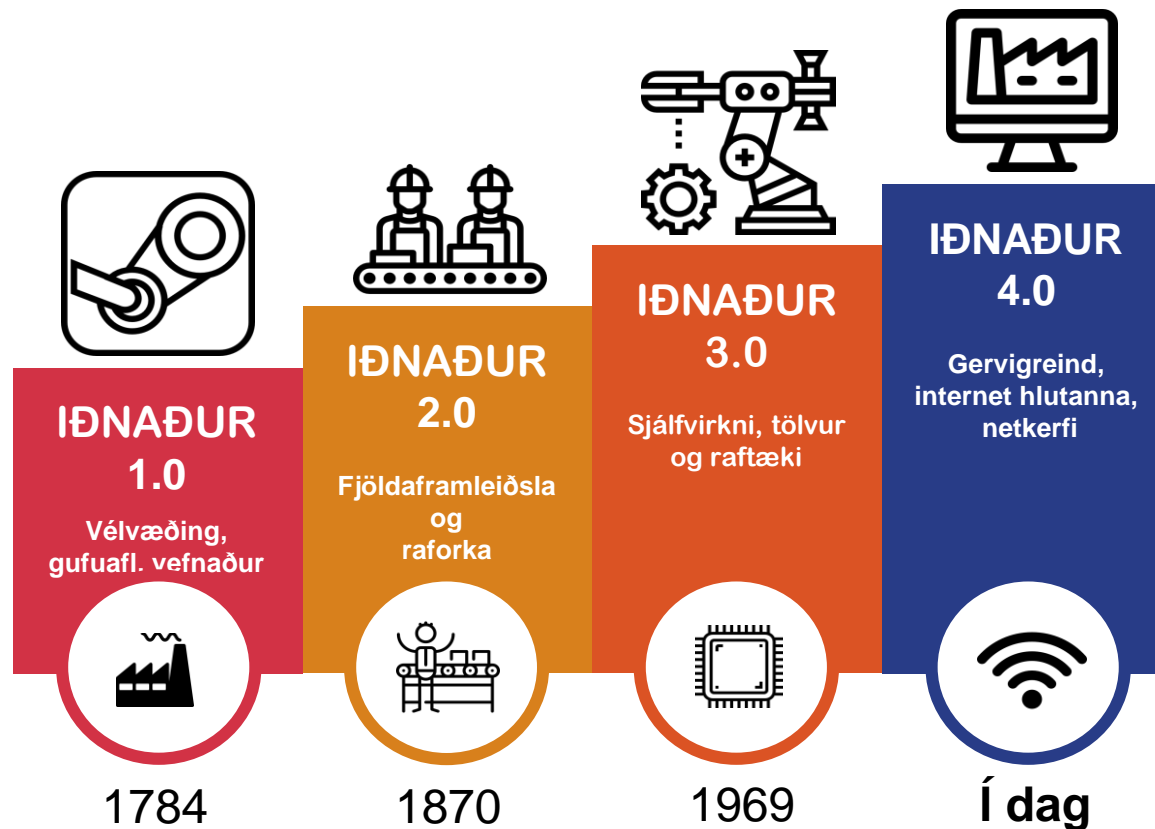 IÐNAÐUR
1.0
Vélvæðing,
gufuafl, vefnaður
1784
IÐNAÐUR
2.0
Fjöldaframleiðsla
og
raforka
1870
IÐNAÐUR
3.0
Sjálfvirkni, tölvur
og raftæki
1969
IÐNAÐUR
4.0
Gervigreind,
internet hlutanna,
netkerfi
Í dag